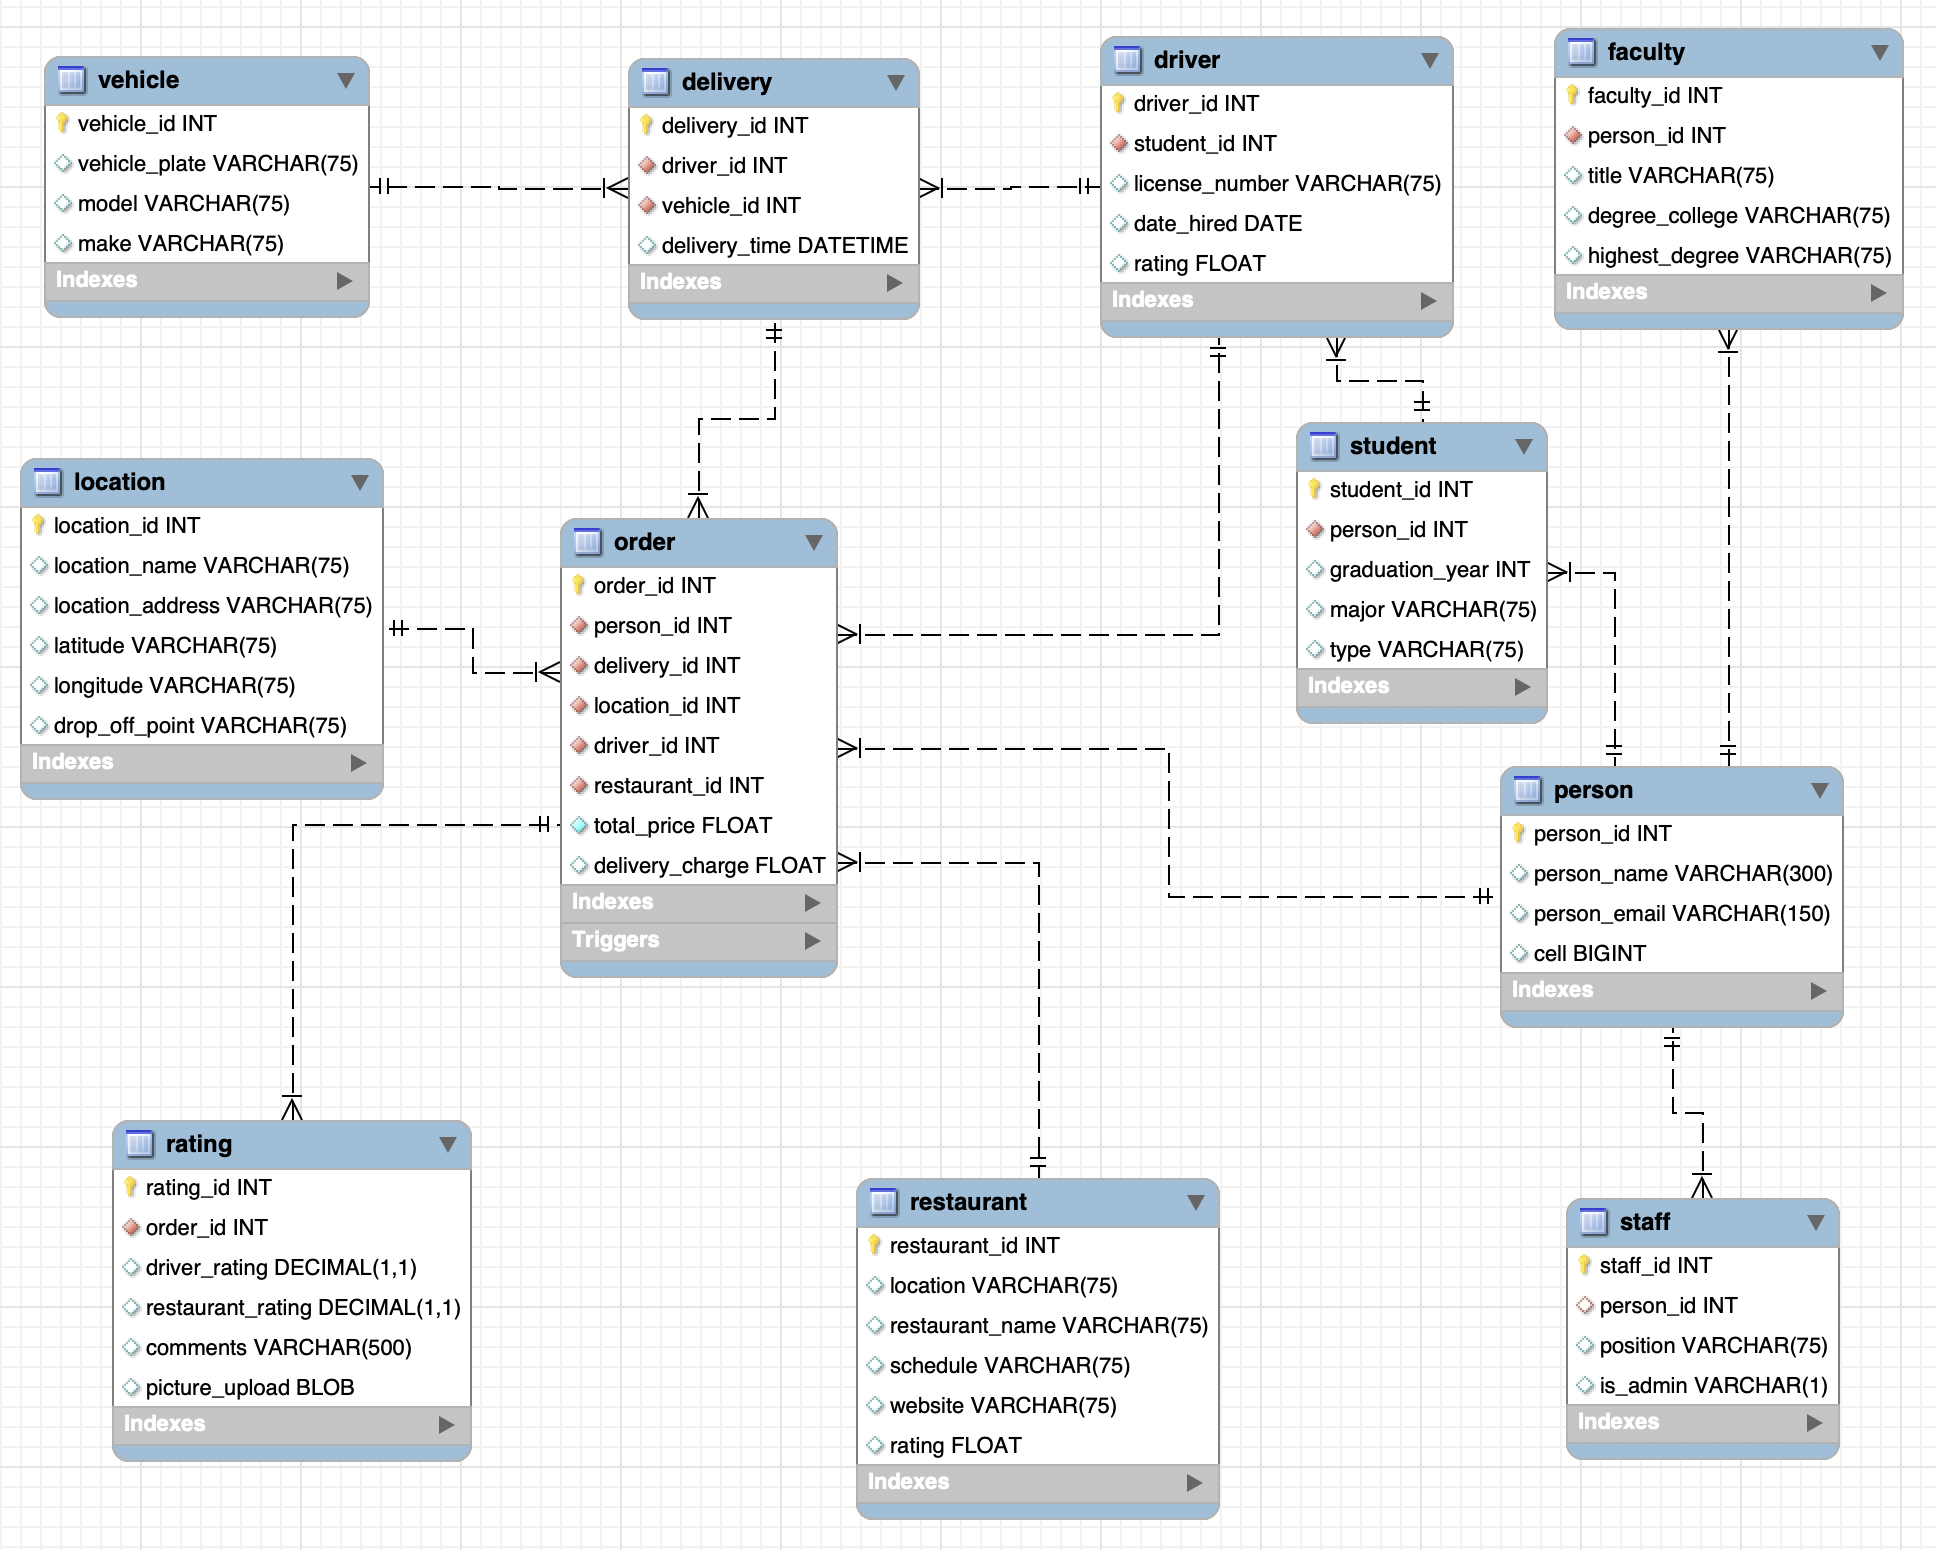 vehicle
vehicle_id INT
vehicle_plate VARCHAR(75)
model VARCHAR(75)
make VARCHAR(75)
Indexes
delivery
delivery_id INT
driver_id INT
vehicle_id INT
delivery_time DATETIME
Indexes
driver
driver_id INT
student_id INT
license_number VARCHAR(75)
date_hired DATE
rating FLOAT
Indexes
faculty
faculty_id INT
person_id INT
title VARCHAR(75)
degree_college VARCHAR(75)
highest_degree VARCHAR(75)
Indexes
location
location_id INT
location_name VARCHAR(75)
location_address VARCHAR(75)
latitude VARCHAR(75)
longitude VARCHAR(75)
drop_off_point VARCHAR(75)
Indexes
order
order_id INT
person_id INT
delivery_id INT
location_id INT
driver_id INT
restaurant_id INT
total_price FLOAT
delivery_charge FLOAT
Indexes
Triggers
student
student_id INT
person_id INT
graduation_year INT
major VARCHAR(75)
type VARCHAR(75)
Indexes
person
person_id INT
person_name VARCHAR(300)
person_email VARCHAR(150)
cell BIGINT
Indexes
rating
rating_id INT
order_id INT
driver_rating DECIMAL(1,1)
restaurant_rating DECIMAL(1,1)
comments VARCHAR(500)
picture_upload BLOB
Indexes
restaurant
restaurant_id INT
location VARCHAR(75)
restaurant_name VARCHAR(75)
schedule VARCHAR(75)
website VARCHAR(75)
rating FLOAT
Indexes
staff
staff_id INT
person_id INT
position VARCHAR(75)
is_admin VARCHAR(1)
Indexes